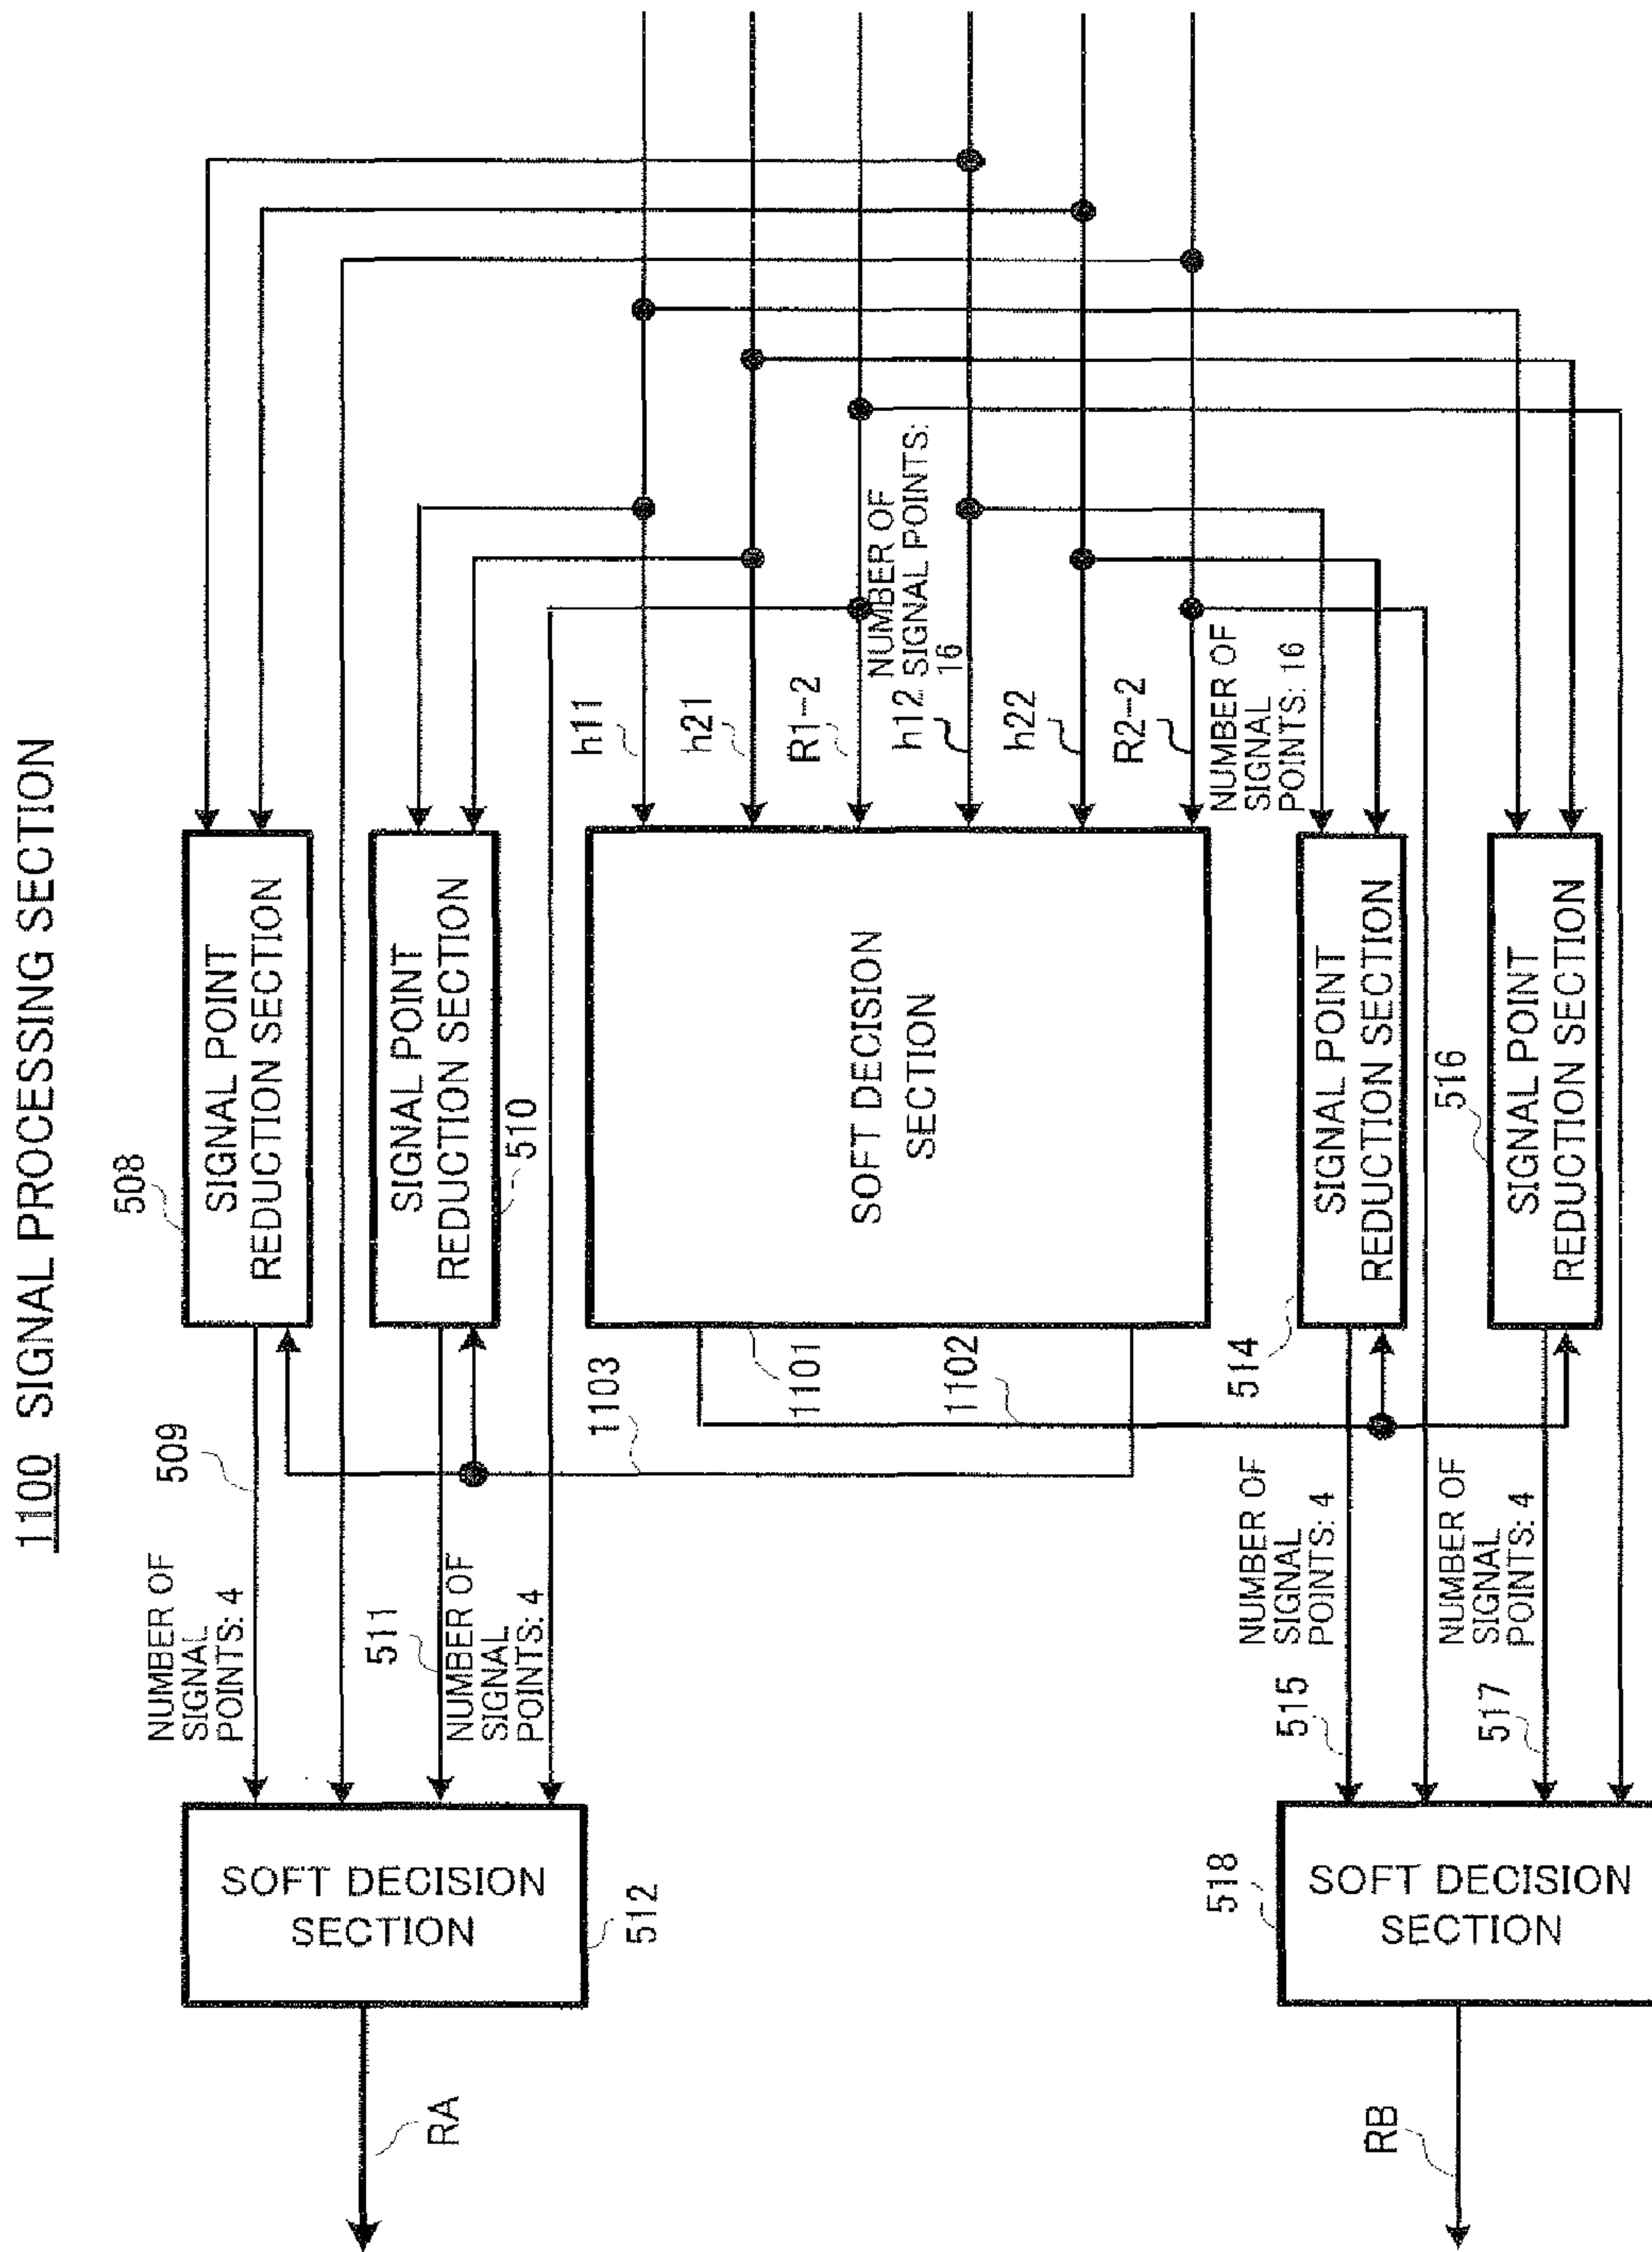 1100 SIGNAL PROCESSING SECTION
508
SIGNAL POINT
REDUCTION SECTION
509
NUMBER OF
SIGNAL
POINTS: 4
SIGNAL POINT
REDUCTION SECTION
510
511
NUMBER OF
SIGNAL
POINTS: 4
SOFT DECISION
SECTION
512
RA
h11
h21
R1-2
NUMBER OF
SIGNAL POINTS:
16
h12
h22
R2-2
NUMBER OF
SIGNAL
POINTS: 16
SOFT DECISION
SECTION
1101
1102
1103
514
SIGNAL POINT
REDUCTION SECTION
NUMBER OF
SIGNAL
POINTS: 4
515
516
SIGNAL POINT
REDUCTION SECTION
NUMBER OF
SIGNAL
POINTS: 4
517
518
SOFT DECISION
SECTION
RB